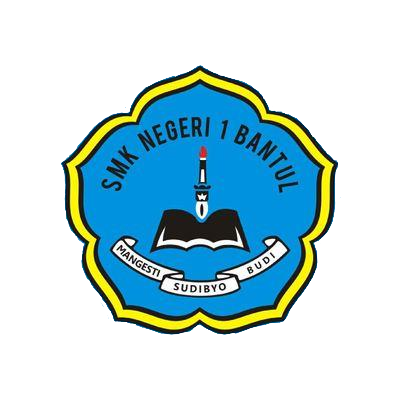 SMK NEGERI 1 BANTUL
MANGESTI SUDIBYO BUDI